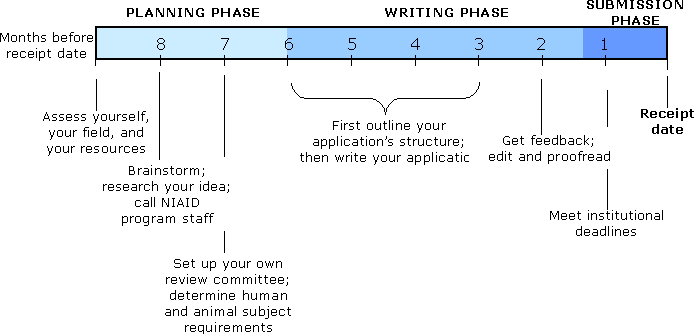 PLANNING PHASE
WRITING PHASE
SUBMISSION
PHASE
Months before
receipt date
8 7 6 5 4 3 2 1
Assess yourself,
your field, and
your resources
Brainstorm;
research your idea;
call NIAID
program staff
Set up your own
review committee;
determine human
and animal subject
requirements
First outline your
application's structure;
then write your applicatic
Get feedback;
edit and proofread
Meet institutional
deadlines
Receipt
date